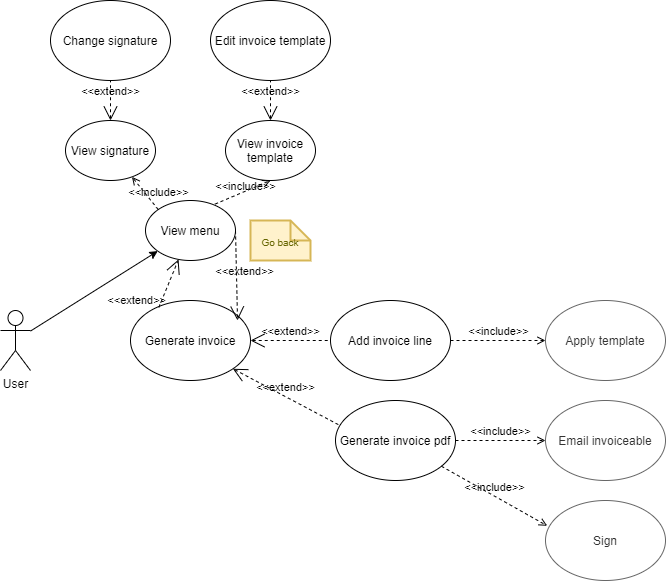 Change signature
Edit invoice template
<<extend>>
<<extend>>
View signature
View invoice
template
<<include>>
<<include>>
View menu
Go back
<<extend>>
<<extend>>
Generate invoice
<<extend>>
Add invoice line
<<include>>
Apply template
User
<<extend>>
Generate invoice pdf
<<include>>
Email invoiceable
<<include>>
Sign